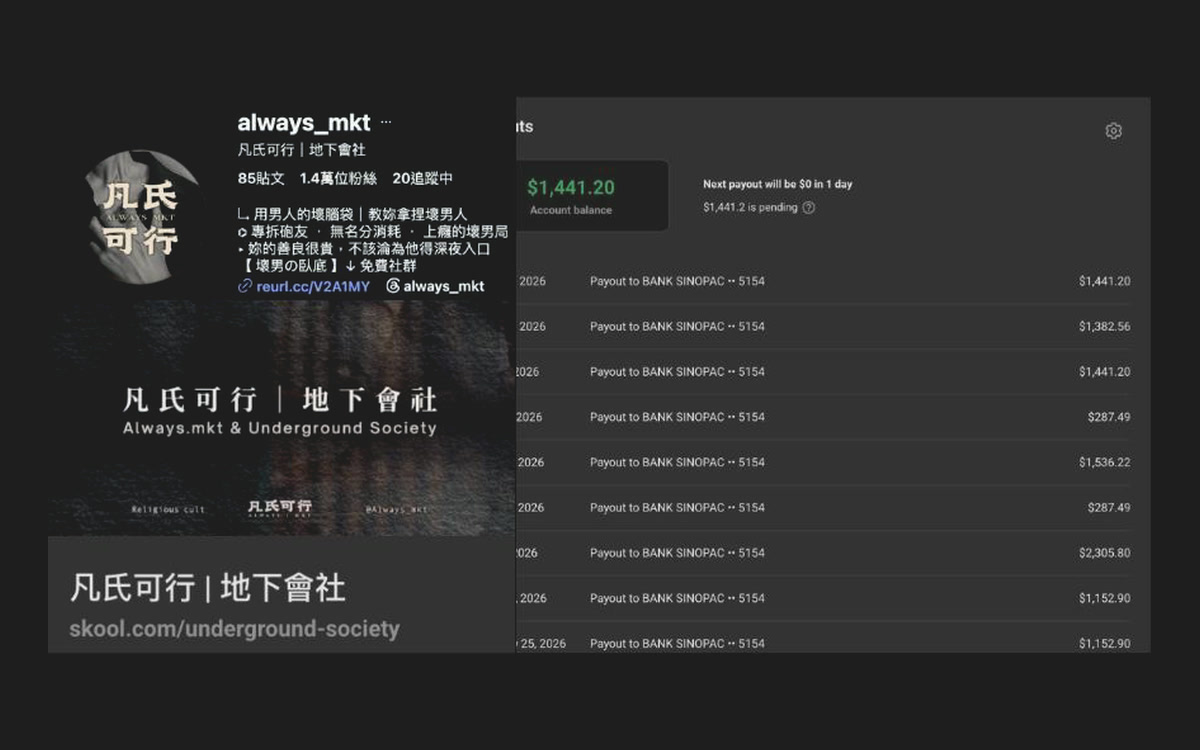 always_mkt ...
凡氏可行｜地下會社
85貼文 1.4萬位粉絲 20追蹤中
凡氏
ALWAYS MKT
可行
用男人的壞腦袋｜教妳拿捏壞男人
專拆砲友 · 無名分消耗 · 上癮的壞男局
妳的善良很貴，不該淪為他得深夜入口
【 壞男の臥底 】↓ 免費社群
reurl.cc/V2A1MY always_mkt
凡氏可行｜地下會社
Always.mkt & Underground Society
Religious cult 凡氏可行 @Always_mkt
凡氏可行 | 地下會社
skool.com/underground-society
uts
$1,441.20
Account balance
Next payout will be $0 in 1 day
$1,441.2 is pending
2026 Payout to BANK SINOPAC •• 5154 $1,441.20
2026 Payout to BANK SINOPAC •• 5154 $1,382.56
2026 Payout to BANK SINOPAC •• 5154 $1,441.20
2026 Payout to BANK SINOPAC •• 5154 $287.49
2026 Payout to BANK SINOPAC •• 5154 $1,536.22
2026 Payout to BANK SINOPAC •• 5154 $287.49
2026 Payout to BANK SINOPAC •• 5154 $2,305.80
, 2026 Payout to BANK SINOPAC •• 5154 $1,152.90
25, 2026 Payout to BANK SINOPAC •• 5154 $1,152.90